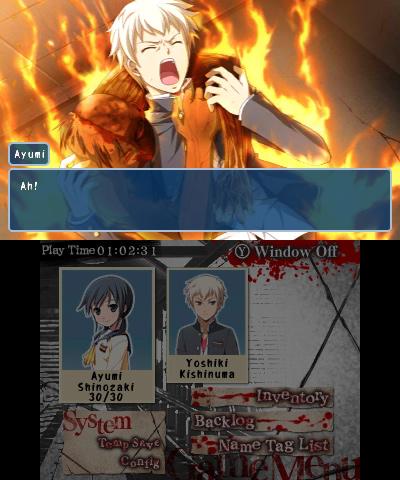 Ayumi
Ah!
Play Time 01:02:31
Ⓨ Window Off
Ayumi
Shinozaki
30/30
Yoshiki
Kishinuma
Inventory
System
Backlog
Temp Save
Name Tag List
Config
Game Menu